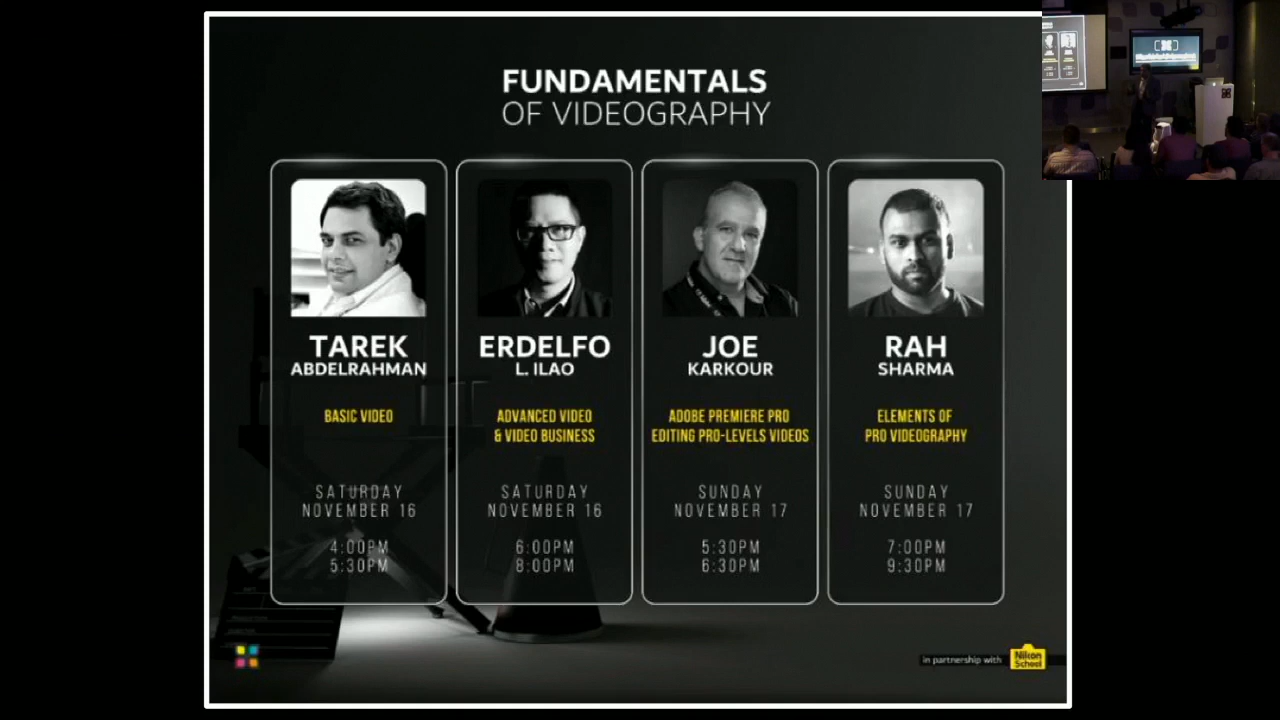 FUNDAMENTALS
OF VIDEOGRAPHY
TAREK
ABDELRAHMAN
BASIC VIDEO
SATURDAY
NOVEMBER 16
4:00PM
5:30PM
ERDELFO
L. ILAO
ADVANCED VIDEO
& VIDEO BUSINESS
SATURDAY
NOVEMBER 16
6:00PM
8:00PM
JOE
KARKOUR
ADOBE PREMIERE PRO
EDITING PRO-LEVELS VIDEOS
SUNDAY
NOVEMBER 17
5:30PM
6:30PM
RAH
SHARMA
ELEMENTS OF
PRO VIDEOGRAPHY
SUNDAY
NOVEMBER 17
7:00PM
9:30PM
in partnership with
Nikon
School